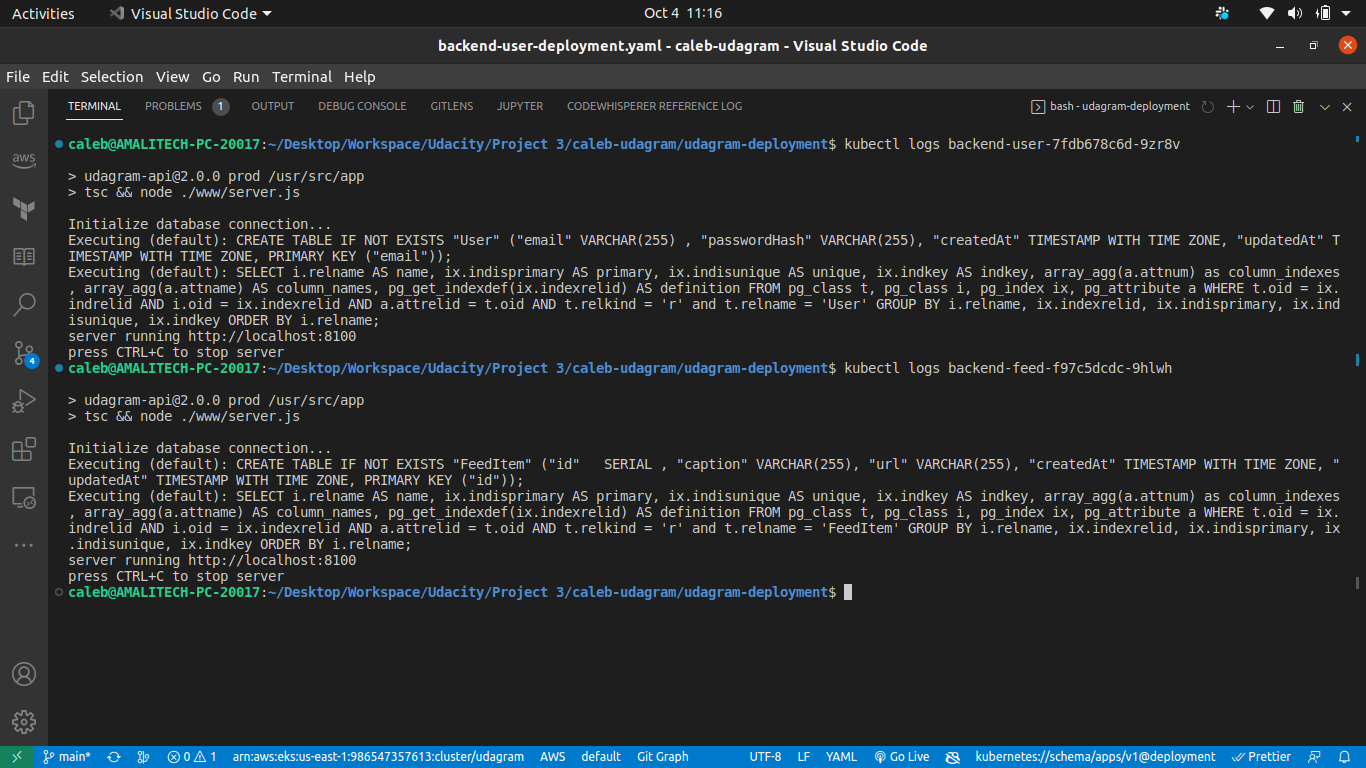 Activities
Visual Studio Code
Oct 4 11:16
backend-user-deployment.yaml - caleb-udagram - Visual Studio Code
File Edit Selection View Go Run Terminal Help
TERMINAL PROBLEMS 1 OUTPUT DEBUG CONSOLE GITLENS JUPYTER CODEWHISPERER REFERENCE LOG
bash - udagram-deployment
aws
4
caleb@AMALITECH-PC-20017:~/Desktop/Workspace/Udacity/Project 3/caleb-udagram/udagram-deployment$ kubectl logs backend-user-7fdb678c6d-9zr8v
> udagram-api@2.0.0 prod /usr/src/app
> tsc && node ./www/server.js
Initialize database connection...
Executing (default): CREATE TABLE IF NOT EXISTS "User" ("email" VARCHAR(255) , "passwordHash" VARCHAR(255), "createdAt" TIMESTAMP WITH TIME ZONE, "updatedAt" T
IMESTAMP WITH TIME ZONE, PRIMARY KEY ("email"));
Executing (default): SELECT i.relname AS name, ix.indisprimary AS primary, ix.indisunique AS unique, ix.indkey AS indkey, array_agg(a.attnum) as column_indexes
, array_agg(a.attname) AS column_names, pg_get_indexdef(ix.indexrelid) AS definition FROM pg_class t, pg_class i, pg_index ix, pg_attribute a WHERE t.oid = ix.
indrelid AND i.oid = ix.indexrelid AND a.attrelid = t.oid AND t.relkind = 'r' and t.relname = 'User' GROUP BY i.relname, ix.indexrelid, ix.indisprimary, ix.ind
isunique, ix.indkey ORDER BY i.relname;
server running http://localhost:8100
press CTRL+C to stop server
caleb@AMALITECH-PC-20017:~/Desktop/Workspace/Udacity/Project 3/caleb-udagram/udagram-deployment$ kubectl logs backend-feed-f97c5dcdc-9hlwh
> udagram-api@2.0.0 prod /usr/src/app
> tsc && node ./www/server.js
Initialize database connection...
Executing (default): CREATE TABLE IF NOT EXISTS "FeedItem" ("id"   SERIAL , "caption" VARCHAR(255), "url" VARCHAR(255), "createdAt" TIMESTAMP WITH TIME ZONE, "
updatedAt" TIMESTAMP WITH TIME ZONE, PRIMARY KEY ("id"));
Executing (default): SELECT i.relname AS name, ix.indisprimary AS primary, ix.indisunique AS unique, ix.indkey AS indkey, array_agg(a.attnum) as column_indexes
, array_agg(a.attname) AS column_names, pg_get_indexdef(ix.indexrelid) AS definition FROM pg_class t, pg_class i, pg_index ix, pg_attribute a WHERE t.oid = ix.
indrelid AND i.oid = ix.indexrelid AND a.attrelid = t.oid AND t.relkind = 'r' and t.relname = 'FeedItem' GROUP BY i.relname, ix.indexrelid, ix.indisprimary, ix
.indisunique, ix.indkey ORDER BY i.relname;
server running http://localhost:8100
press CTRL+C to stop server
caleb@AMALITECH-PC-20017:~/Desktop/Workspace/Udacity/Project 3/caleb-udagram/udagram-deployment$
main* 0 1 arn:aws:eks:us-east-1:986547357613:cluster/udagram AWS default Git Graph UTF-8 LF YAML Go Live kubernetes://schema/apps/v1@deployment Prettier